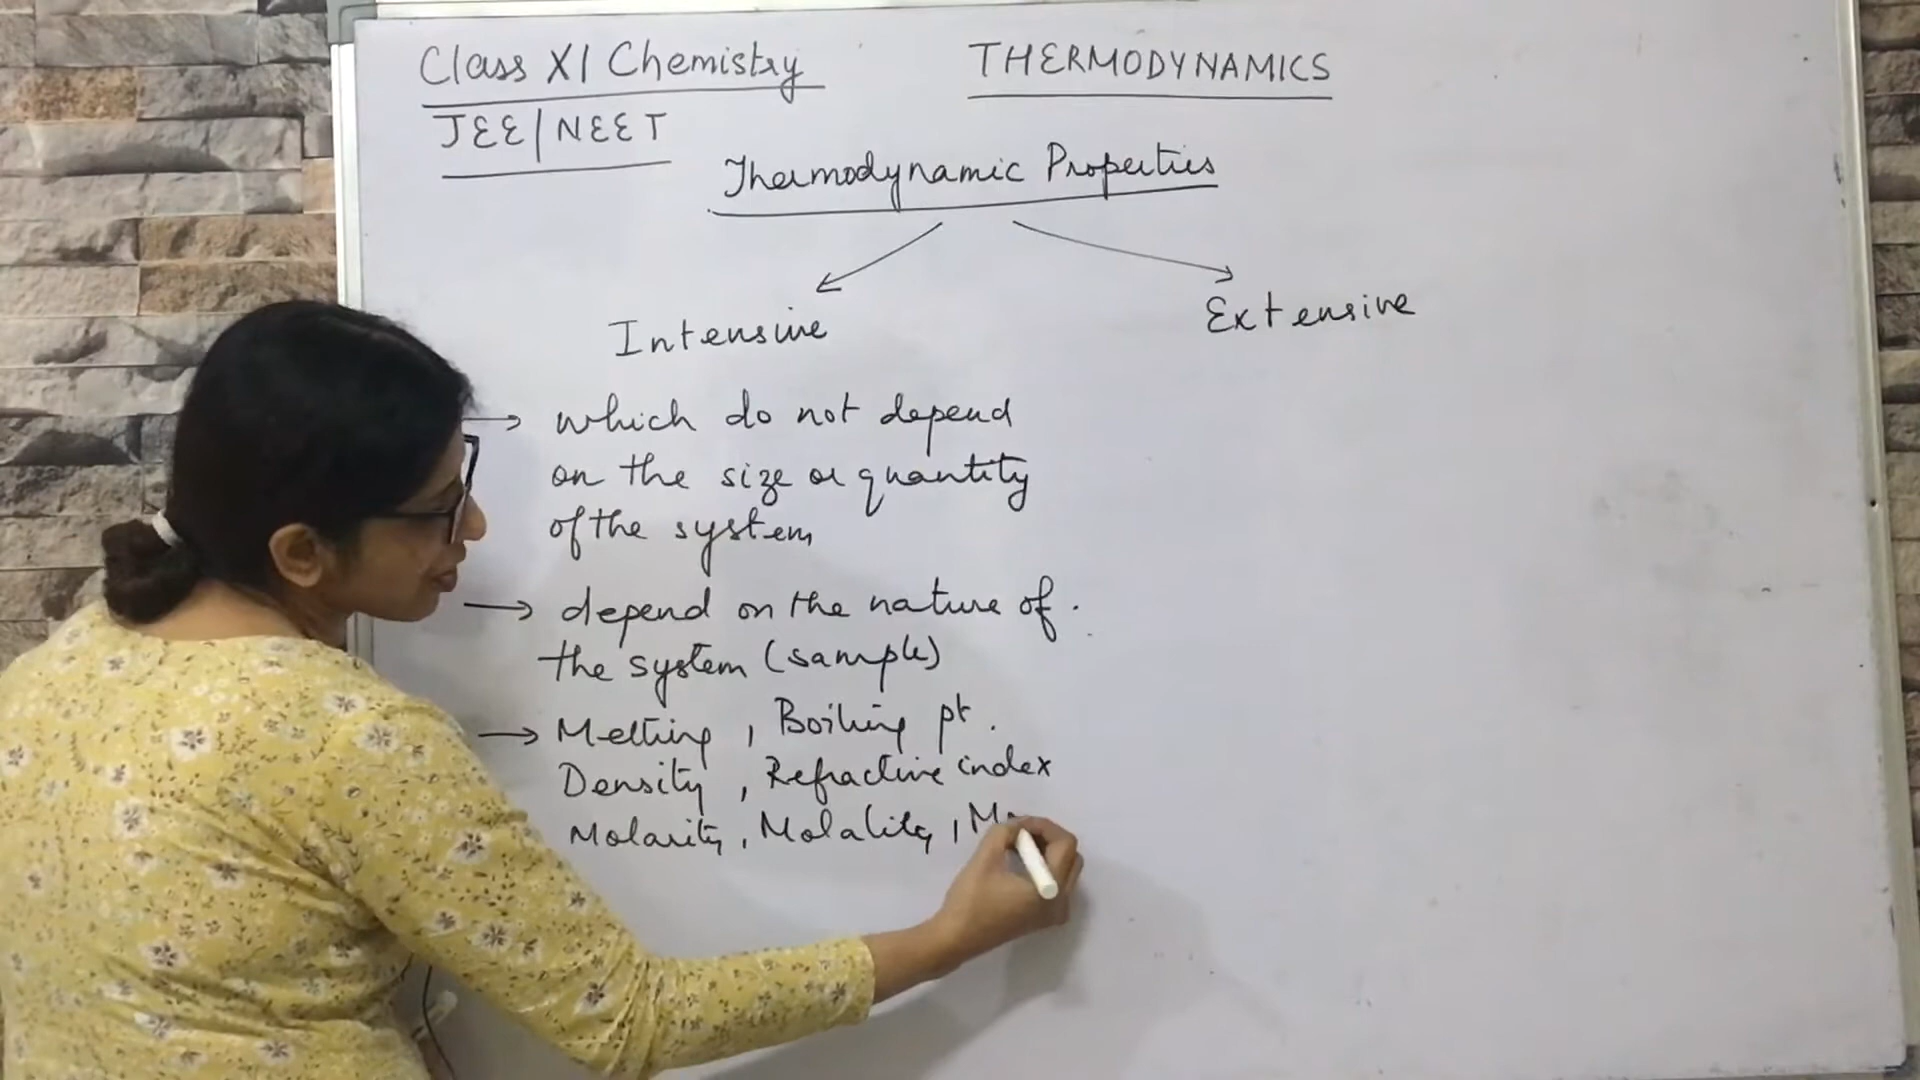 Class XI Chemistry
THERMODYNAMICS
JEE/NEET
Thermodynamic Properties
Intensive
Extensive
→ which do not depend
on the size or quantity
of the system
→ depend on the nature of.
the system (sample)
→ Melting, Boiling pt.
Density, Refractive index
Molarity, Molality, Mo